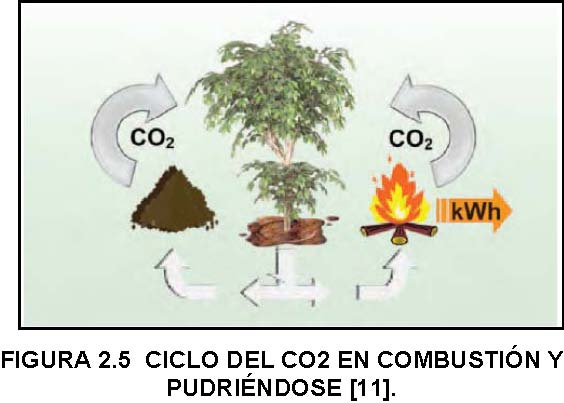 CO₂
CO₂
kWh
FIGURA 2.5 CICLO DEL CO2 EN COMBUSTIÓN Y
PUDRIÉNDOSE [11].